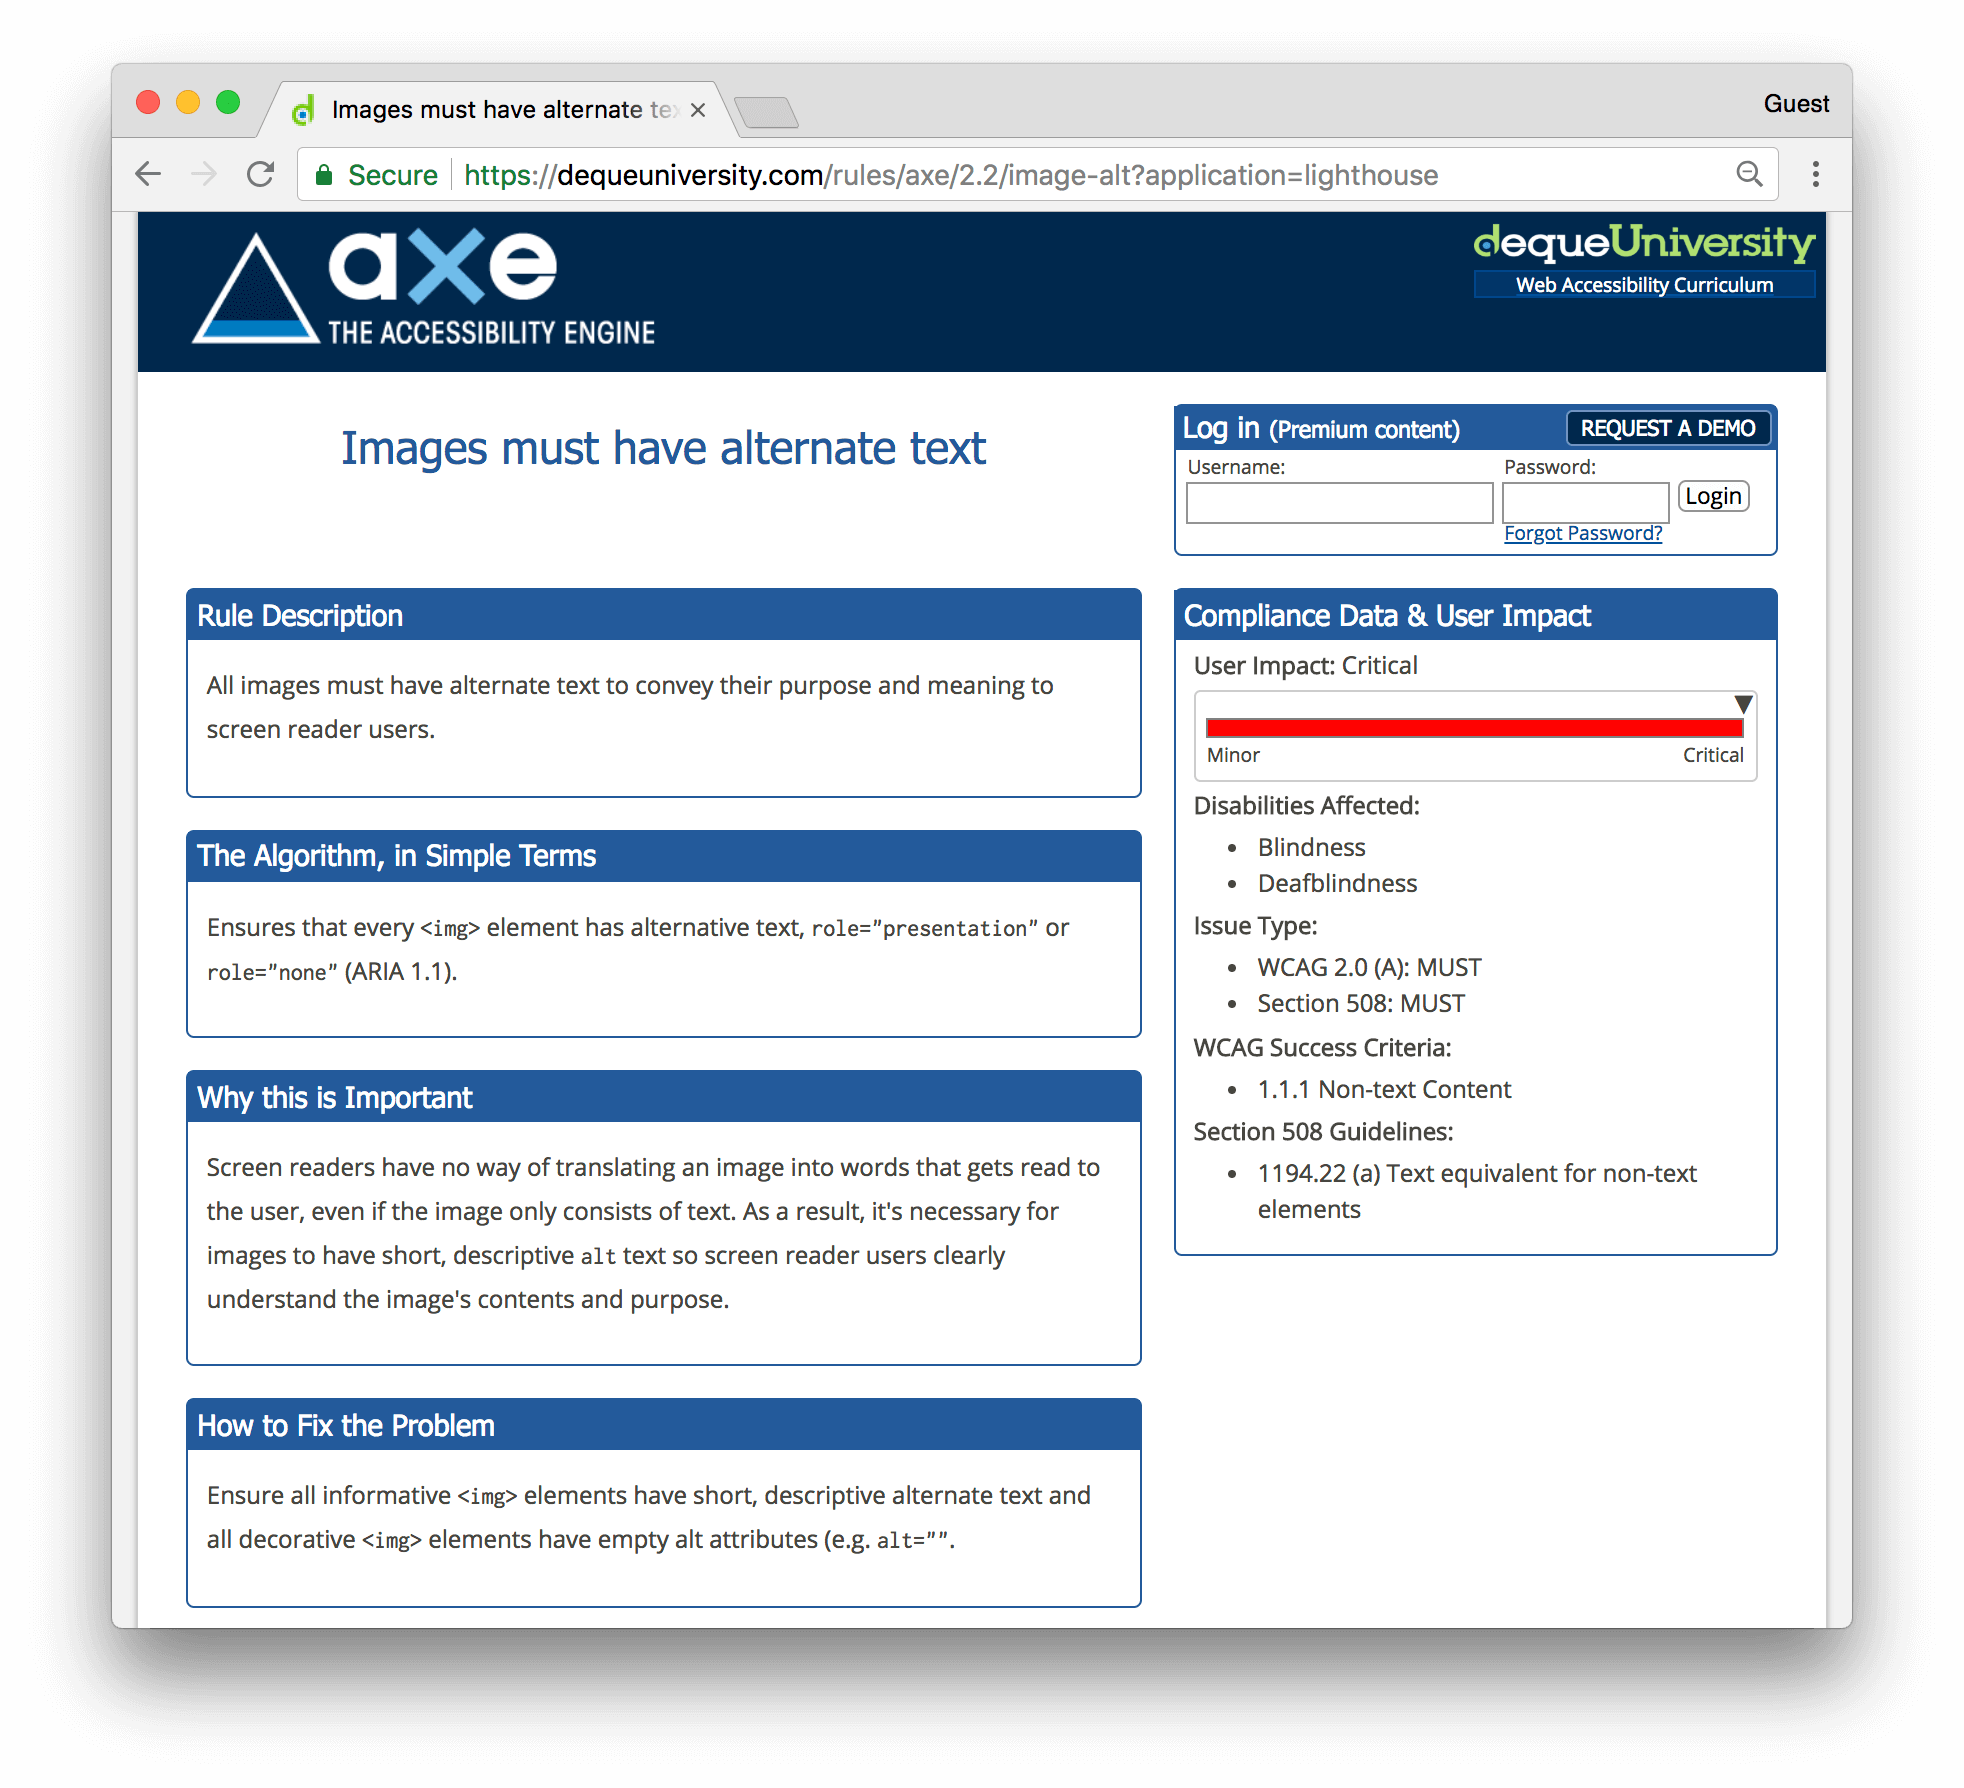 Images must have alternate tex
Guest
Secure
https://dequeuniversity.com/rules/axe/2.2/image-alt?application=lighthouse
axe
THE ACCESSIBILITY ENGINE
dequeUniversity
Web Accessibility Curriculum
Images must have alternate text
Log in (Premium content)
REQUEST A DEMO
Username:
Password:
Login
Forgot Password?
Rule Description
All images must have alternate text to convey their purpose and meaning to
screen reader users.
The Algorithm, in Simple Terms
Ensures that every <img> element has alternative text, role="presentation" or
role="none" (ARIA 1.1).
Why this is Important
Screen readers have no way of translating an image into words that gets read to
the user, even if the image only consists of text. As a result, it's necessary for
images to have short, descriptive alt text so screen reader users clearly
understand the image's contents and purpose.
How to Fix the Problem
Ensure all informative <img> elements have short, descriptive alternate text and
all decorative <img> elements have empty alt attributes (e.g. alt="".
Compliance Data & User Impact
User Impact: Critical
Minor
Critical
Disabilities Affected:
• Blindness
• Deafblindness
Issue Type:
• WCAG 2.0 (A): MUST
• Section 508: MUST
WCAG Success Criteria:
• 1.1.1 Non-text Content
Section 508 Guidelines:
• 1194.22 (a) Text equivalent for non-text
elements